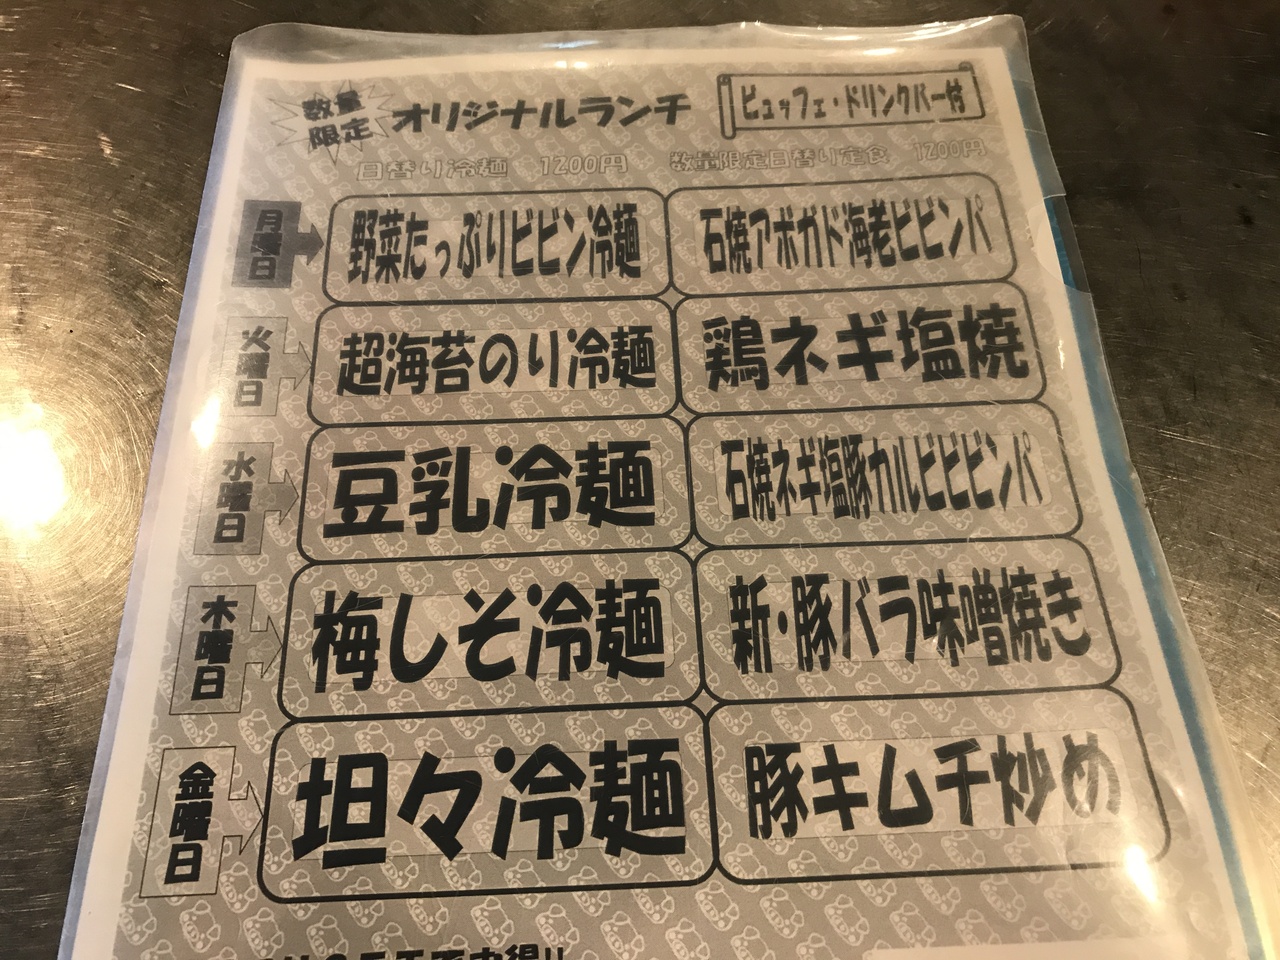 数量
限定
オリジナルランチ
ビュッフェ・ドリンクバー付
日替り冷麺 1200円
数量限定日替り定食 1200円
月曜日
野菜たっぷりビビン冷麺
石焼アボガド海老ビビンパ
火曜日
超海苔のり冷麺
鶏ネギ塩焼
水曜日
豆乳冷麺
石焼ネギ塩豚カルビビビンパ
木曜日
梅しそ冷麺
新・豚バラ味噌焼き
金曜日
坦々冷麺
豚キムチ炒め